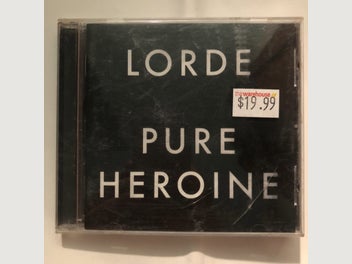 LORDE
the warehouse
$19.99
PURE
HEROINE